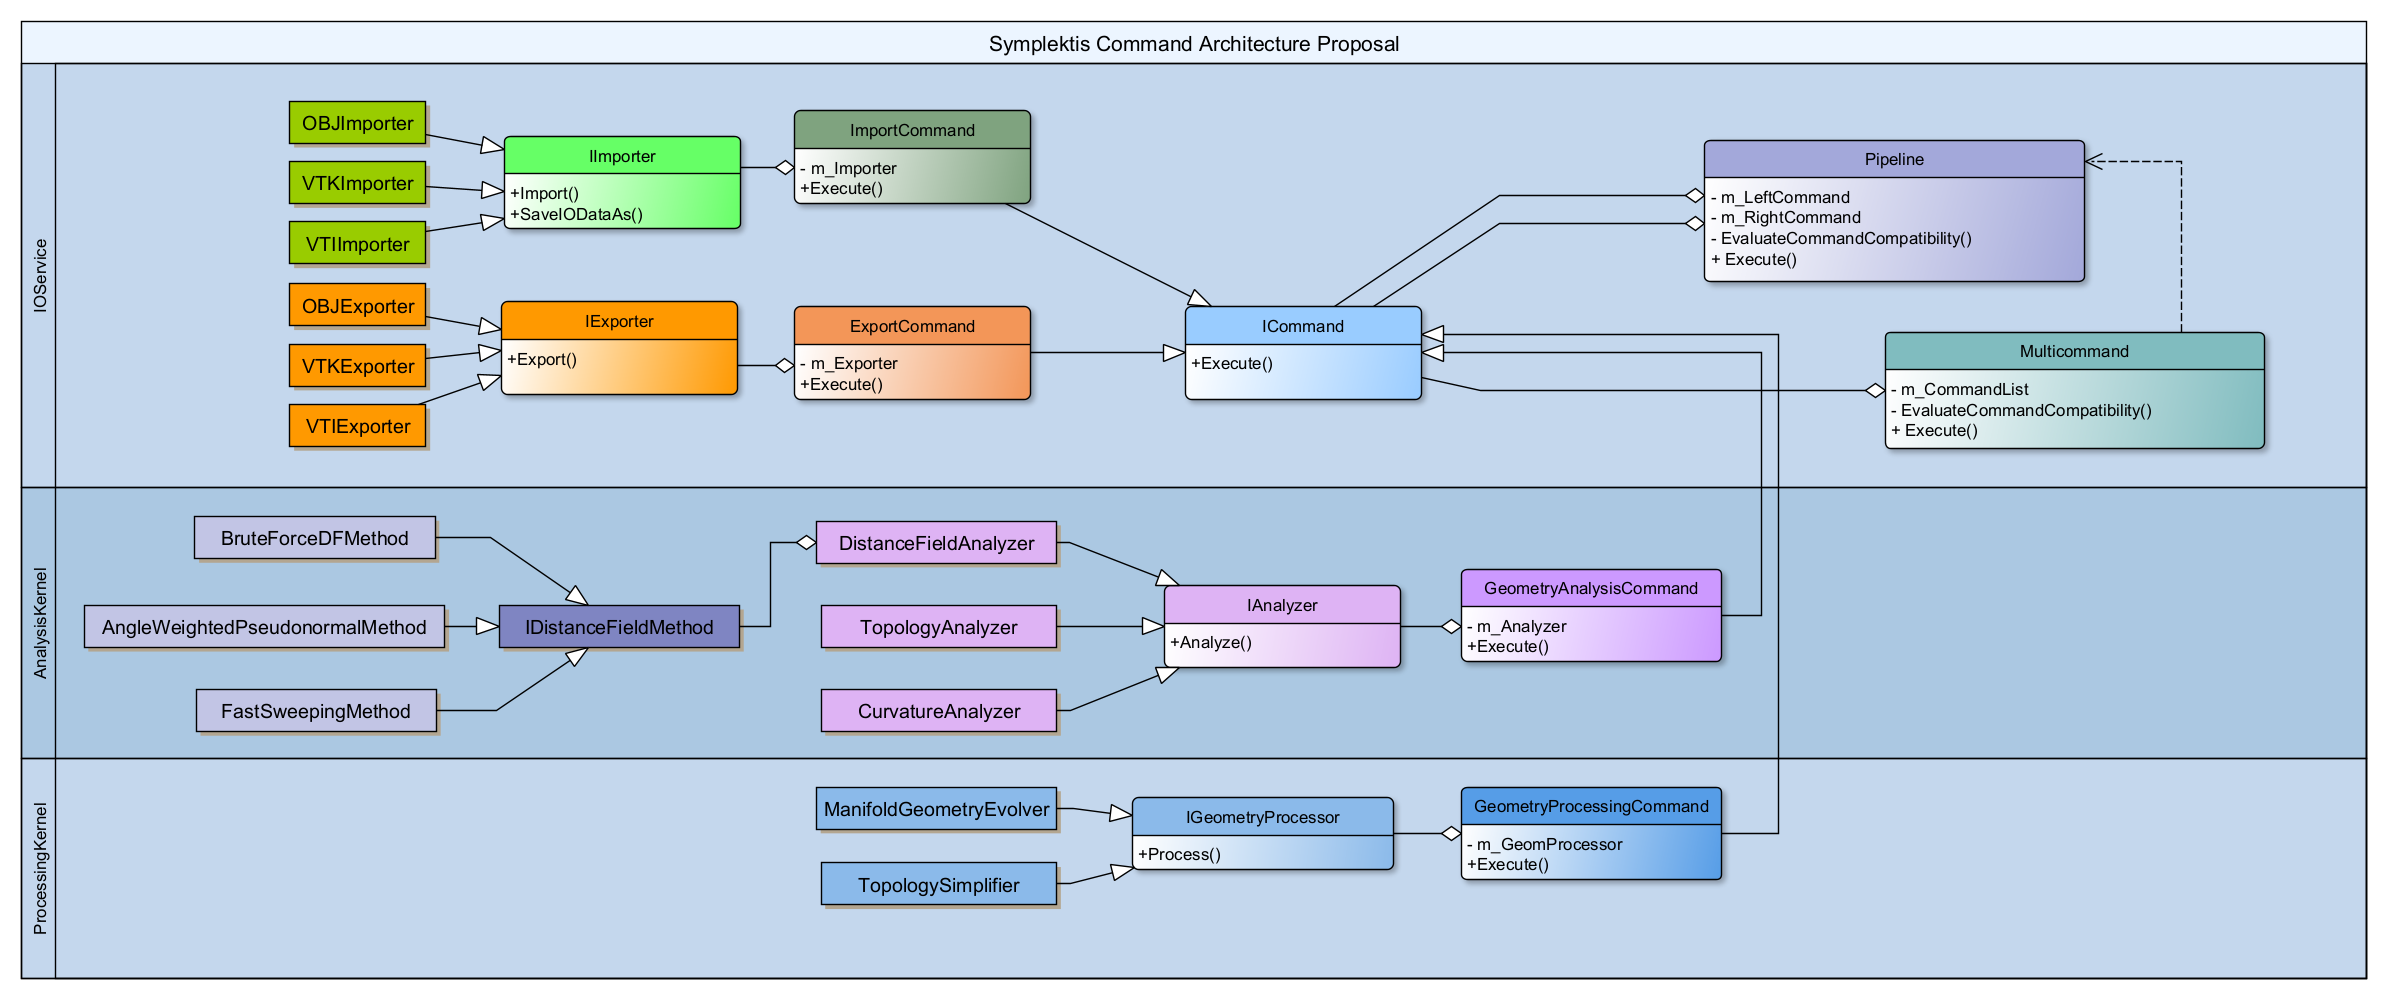 Symplektis Command Architecture Proposal
IOService
OBJImporter
VTKImporter
VTIImporter
IImporter
+Import()
+SaveIODataAs()
ImportCommand
- m_Importer
+Execute()
OBJExporter
VTKExporter
VTIExporter
IExporter
+Export()
ExportCommand
- m_Exporter
+Execute()
ICommand
+Execute()
Pipeline
- m_LeftCommand
- m_RightCommand
- EvaluateCommandCompatibility()
+ Execute()
Multicommand
- m_CommandList
- EvaluateCommandCompatibility()
+ Execute()
AnalysisKernel
BruteForceDFMethod
AngleWeightedPseudonormalMethod
FastSweepingMethod
IDistanceFieldMethod
DistanceFieldAnalyzer
TopologyAnalyzer
CurvatureAnalyzer
IAnalyzer
+Analyze()
GeometryAnalysisCommand
- m_Analyzer
+Execute()
ProcessingKernel
ManifoldGeometryEvolver
TopologySimplifier
IGeometryProcessor
+Process()
GeometryProcessingCommand
- m_GeomProcessor
+Execute()